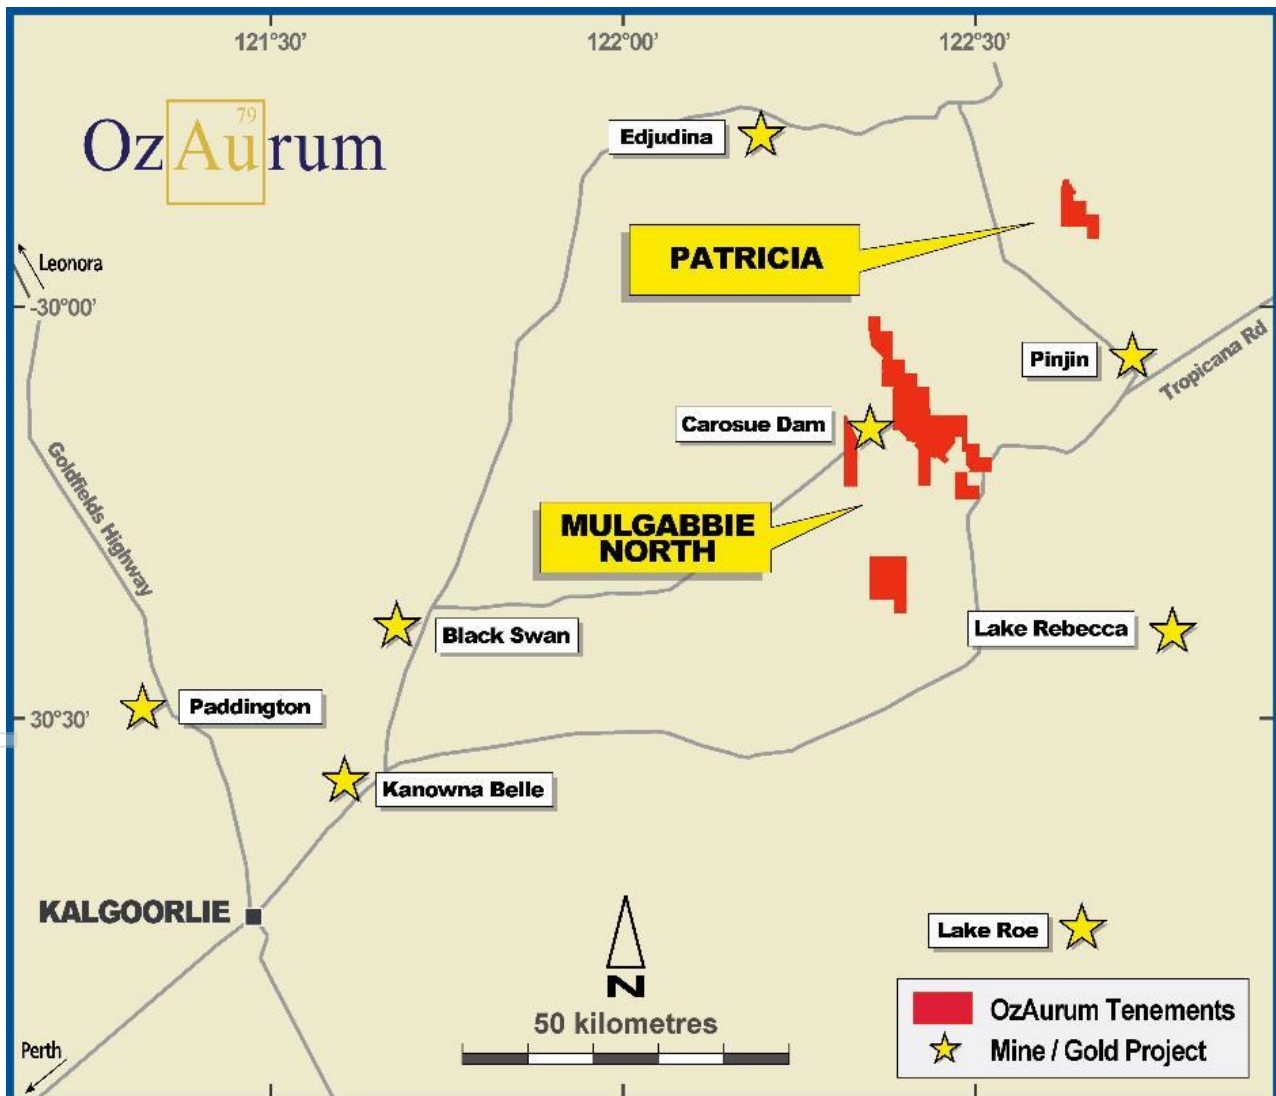 121°30’
122°00’
122°30’
79
OzAurum
Edjudina
PATRICIA
Leonora
-30°00’
Pinjin
Tropicana Rd
Carosue Dam
Goldfields Highway
MULGABBIE
NORTH
Black Swan
Lake Rebecca
Paddington
30°30’
Kanowna Belle
KALGOORLIE
Lake Roe
N
50 kilometres
OzAurum Tenements
Mine / Gold Project
Perth